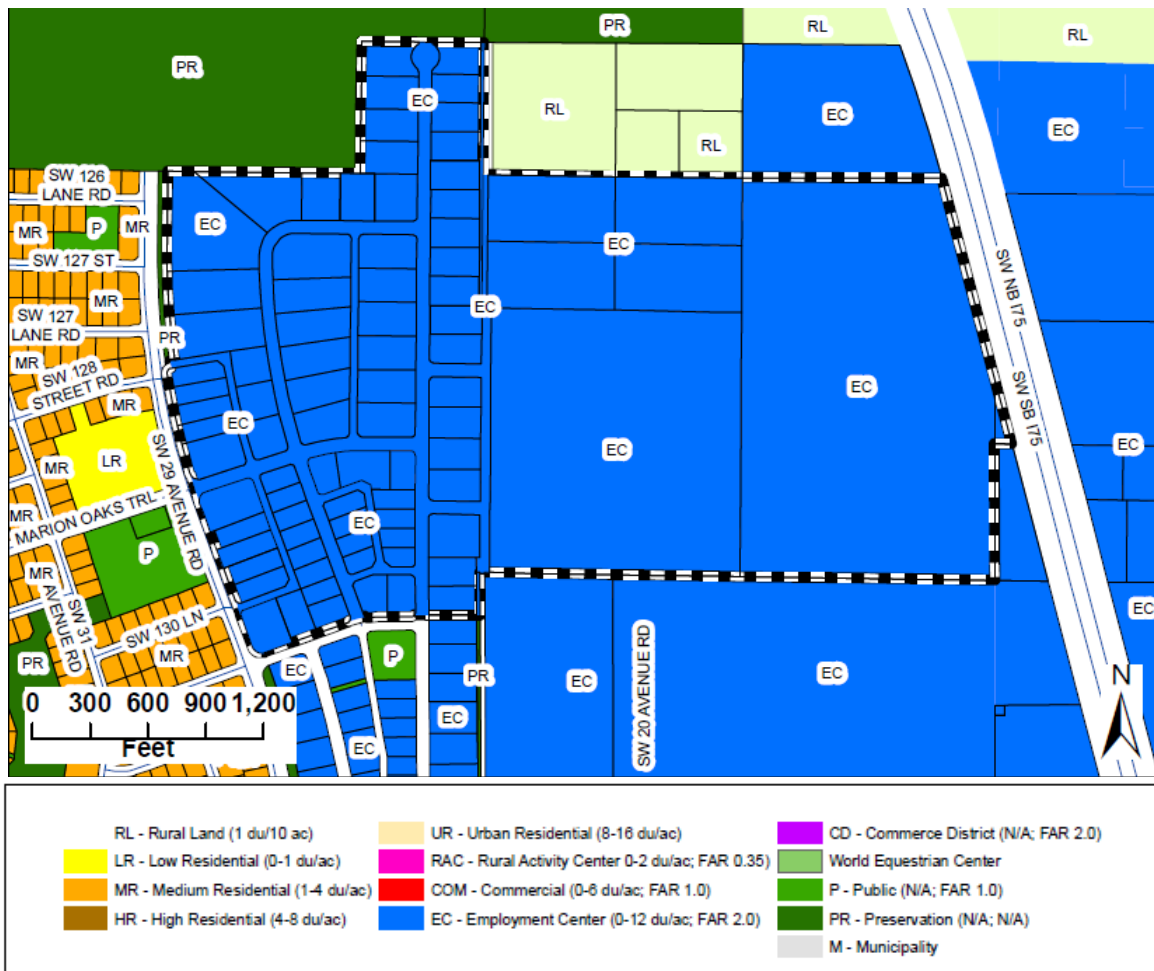 PR
RL
RL
PR
EC
RL
RL
EC
EC
SW 126
LANE RD
MR
P
MR
SW 127 ST
MR
EC
EC
SW 127
LANE RD
PR
EC
MR
SW 128
STREET RD
MR
SW NB I75
SW SB I75
EC
EC
EC
EC
MR
LR
SW 29 AVENUE RD
MR
MARION OAKS TRL
EC
P
MR
SW 31
AVENUE RD
SW 130 LN
MR
PR
EC
EC
P
PR
EC
SW 20 AVENUE RD
EC
EC
EC
N
0 300 600 900 1,200
Feet
RL - Rural Land (1 du/10 ac)
LR - Low Residential (0-1 du/ac)
MR - Medium Residential (1-4 du/ac)
HR - High Residential (4-8 du/ac)
UR - Urban Residential (8-16 du/ac)
RAC - Rural Activity Center 0-2 du/ac; FAR 0.35)
COM - Commercial (0-6 du/ac; FAR 1.0)
EC - Employment Center (0-12 du/ac; FAR 2.0)
CD - Commerce District (N/A; FAR 2.0)
World Equestrian Center
P - Public (N/A; FAR 1.0)
PR - Preservation (N/A; N/A)
M - Municipality